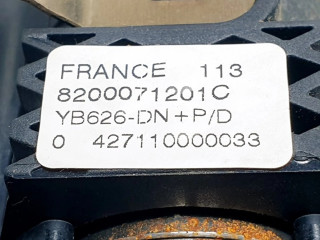 FRANCE 113
8200071201C
YB626-DN+P/D
0 427110000033